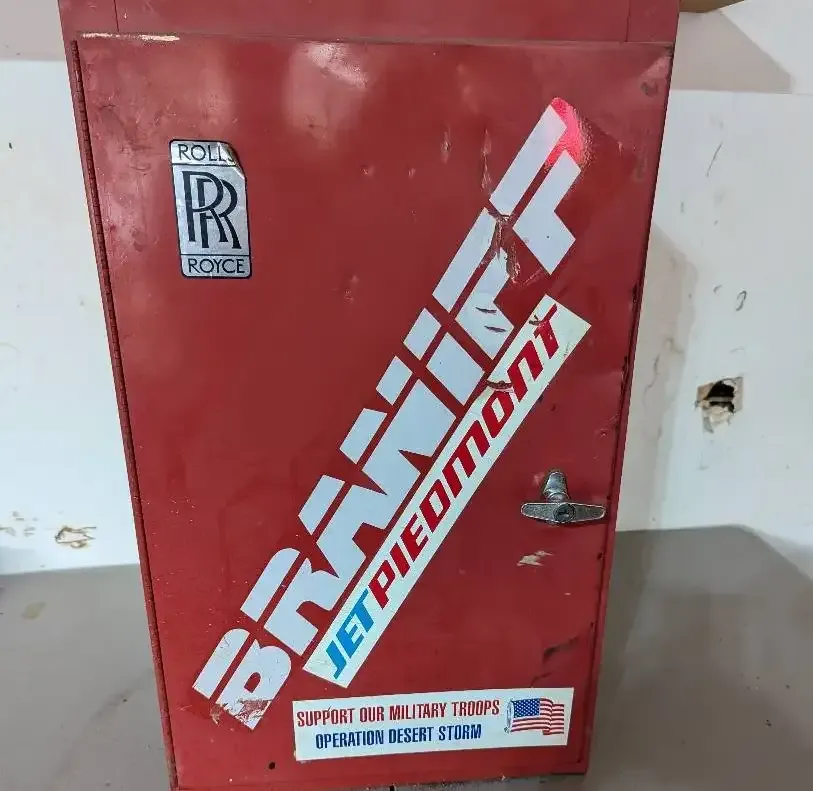 ROLLS
RR
ROYCE
BRANIFF
JET PIEDMONT
SUPPORT OUR MILITARY TROOPS
OPERATION DESERT STORM